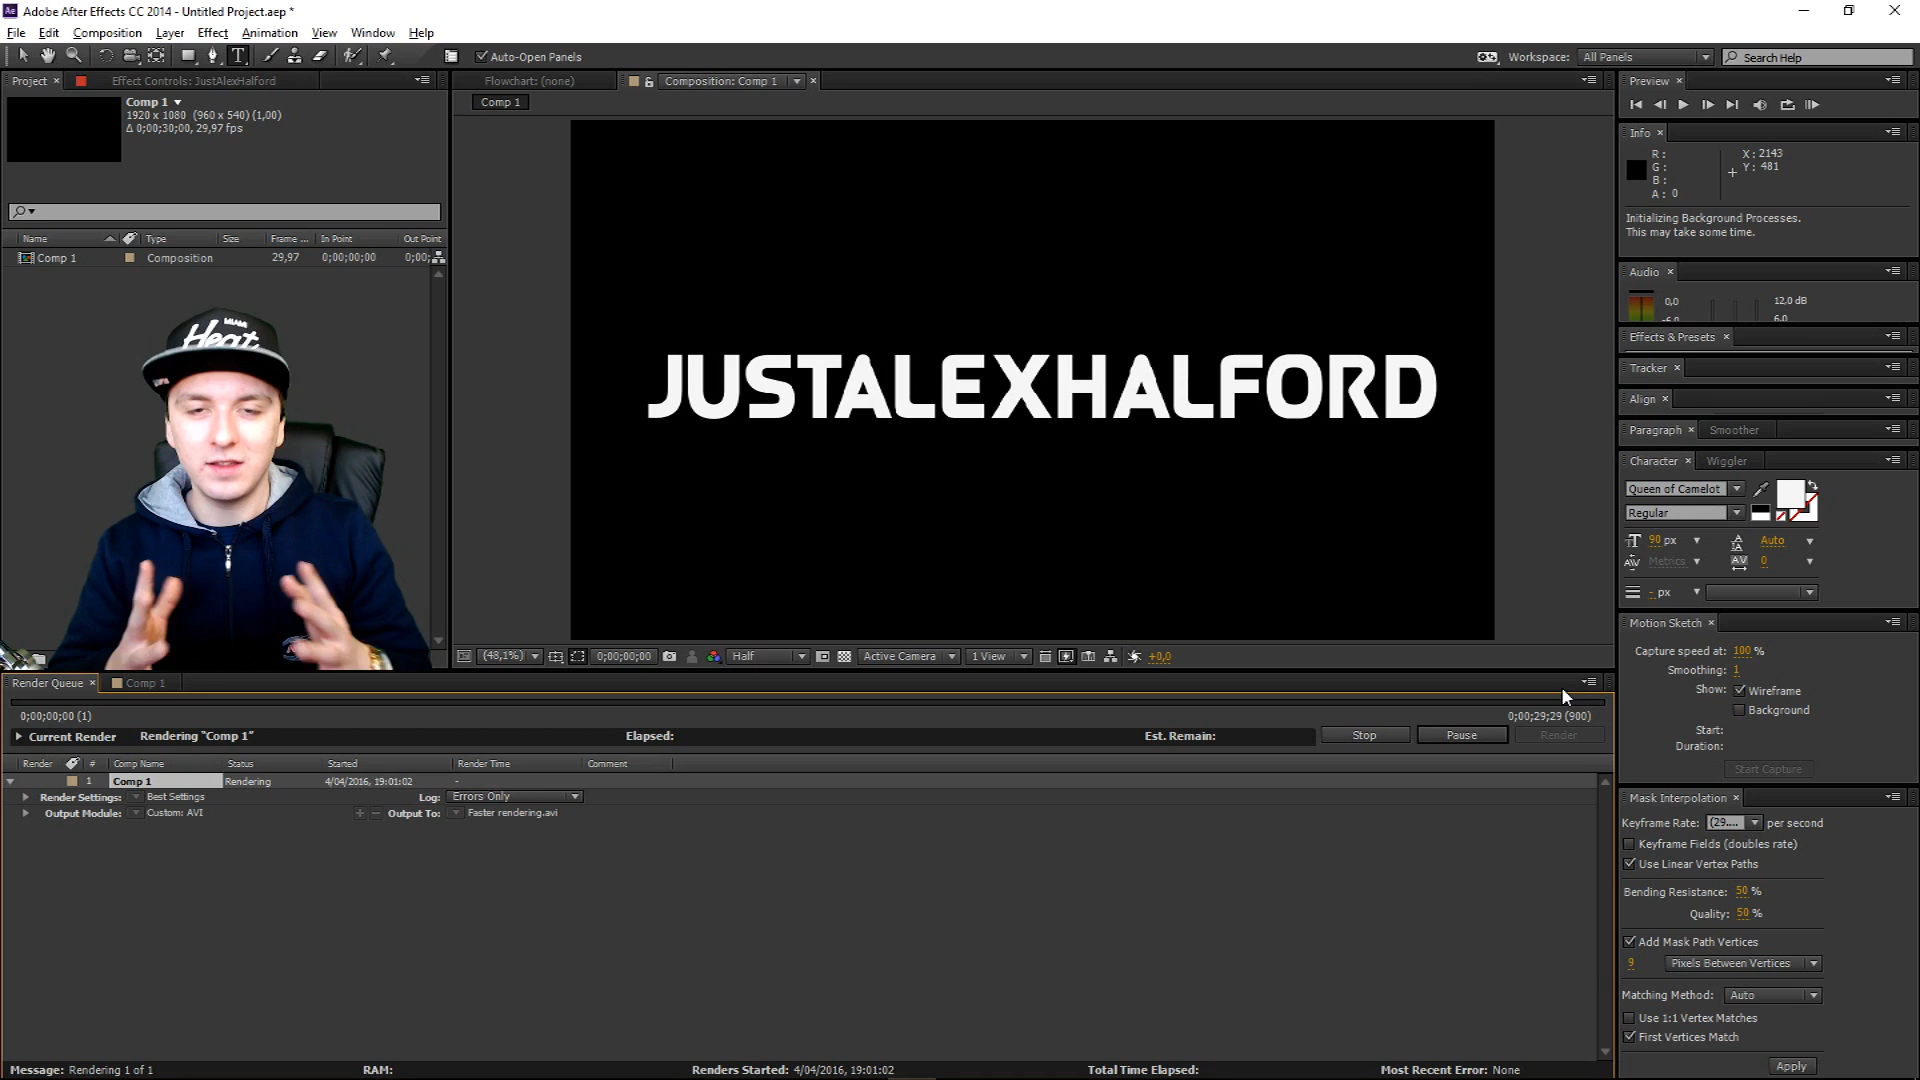 Adobe After Effects CC 2014 - Untitled Project.aep *
File Edit Composition Layer Effect Animation View Window Help
Auto-Open Panels
Workspace: All Panels
Search Help
Project
Effect Controls: JustAlexHalford
Comp 1
1920 x 1080 (960 x 540) (1,00)
Δ 0;00;30;00, 29,97 fps
Name Type Size Frame ... In Point Out Point
Comp 1 Composition 29,97 0;00;00;00 0;00;
MIAMI
Heat
Flowchart: (none)
Composition: Comp 1
Comp 1
JUSTALEXHALFORD
(48,1%) 0;00;00;00 Half Active Camera 1 View +0,0
Preview
Info
R:
G:
B:
A: 0
X: 2143
Y: 481
Initializing Background Processes.
This may take some time.
Audio
0,0 12,0 dB
-6,0 6,0
Effects & Presets
Tracker
Align
Paragraph Smoother
Character Wiggler
Queen of Camelot
Regular
90 px Auto
Metrics 0
- px
Motion Sketch
Capture speed at: 100 %
Smoothing: 1
Show: Wireframe
Background
Start:
Duration:
Start Capture
Mask Interpolation
Keyframe Rate: (29.... per second
Keyframe Fields (doubles rate)
Use Linear Vertex Paths
Bending Resistance: 50 %
Quality: 50 %
Add Mask Path Vertices
9 Pixels Between Vertices
Matching Method: Auto
Use 1:1 Vertex Matches
First Vertices Match
Apply
Render Queue Comp 1
0;00;00;00 (1) 0;00;29;29 (900)
Current Render Rendering "Comp 1" Elapsed: Est. Remain: Stop Pause Render
Render # Comp Name Status Started Render Time Comment
1 Comp 1 Rendering 4/04/2016, 19:01:02 -
Render Settings: Best Settings Log: Errors Only
Output Module: Custom: AVI Output To: Faster rendering.avi
Message: Rendering 1 of 1 RAM: Renders Started: 4/04/2016, 19:01:02 Total Time Elapsed: Most Recent Error: None